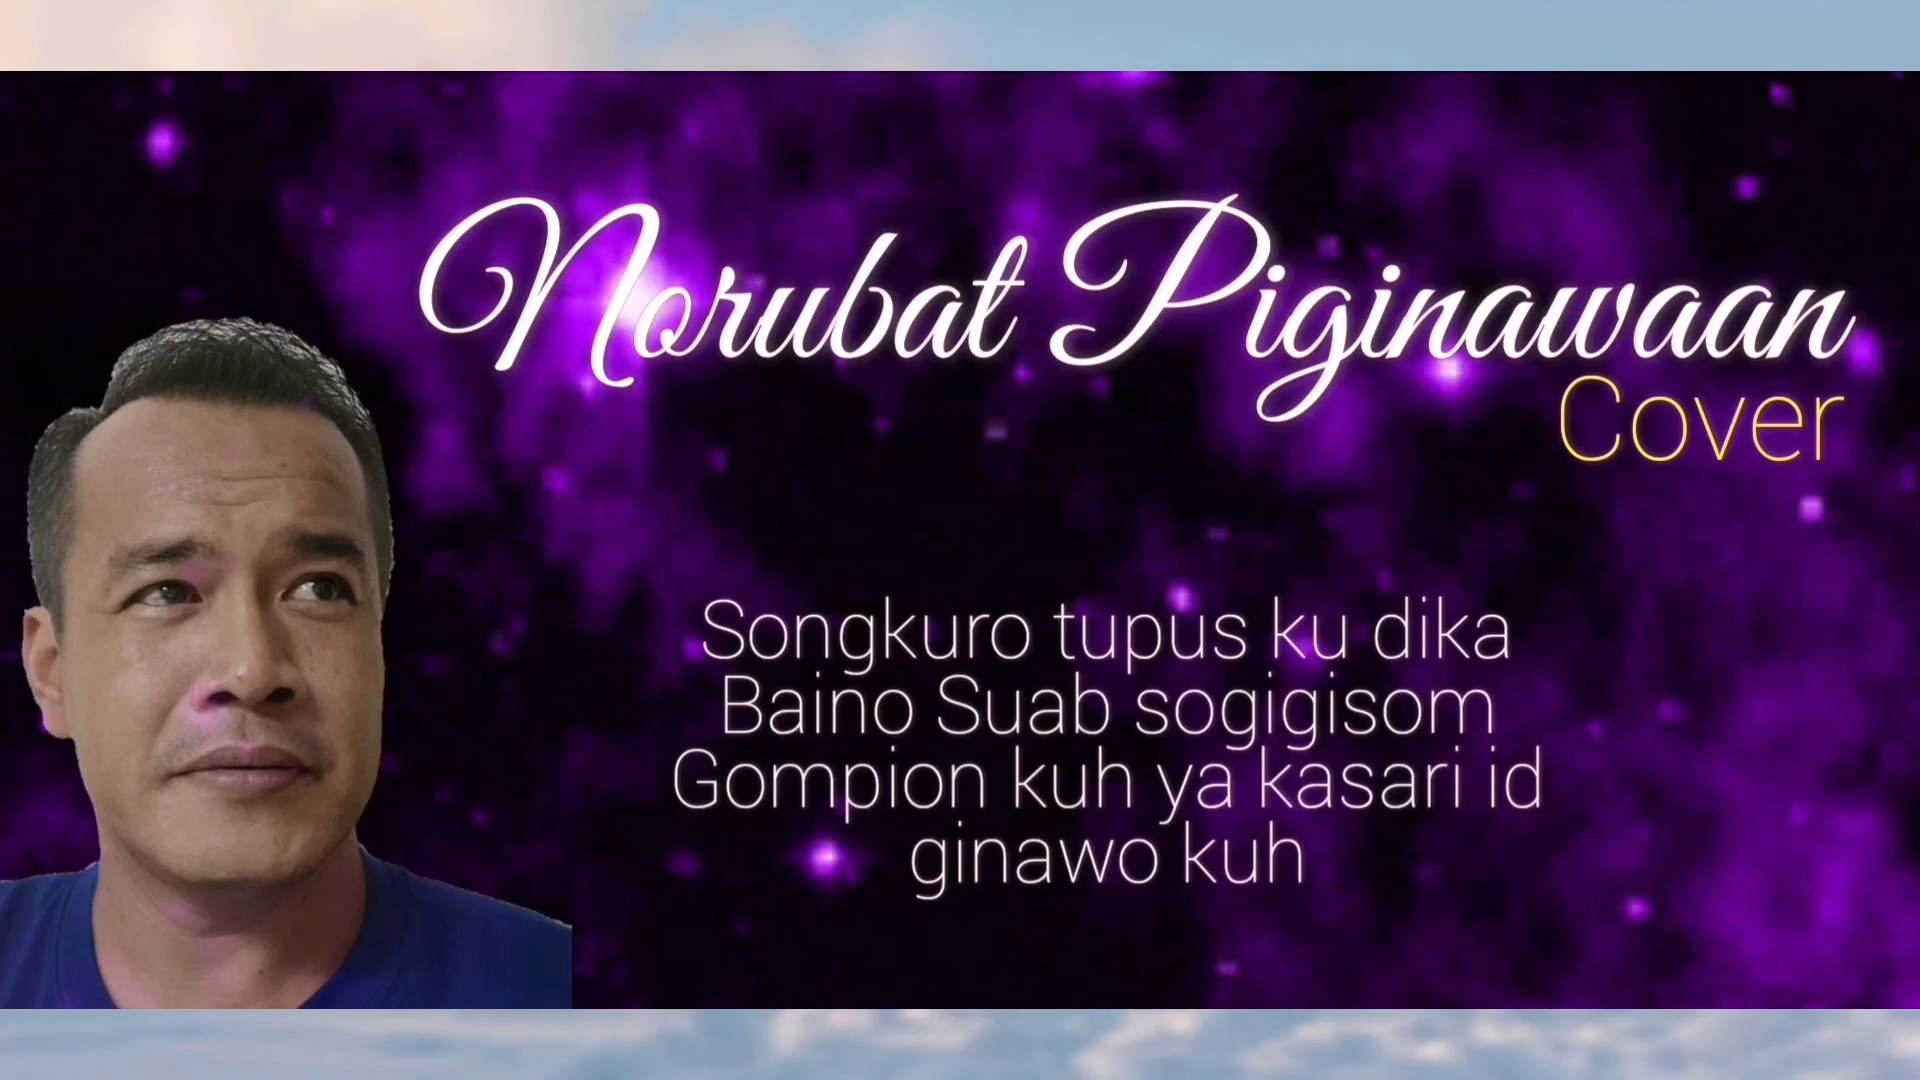 Norubat Piginawaan
Cover
Songkuro tupus ku dika
Baino Suab sogigisom
Gompion kuh ya kasari id
ginawo kuh